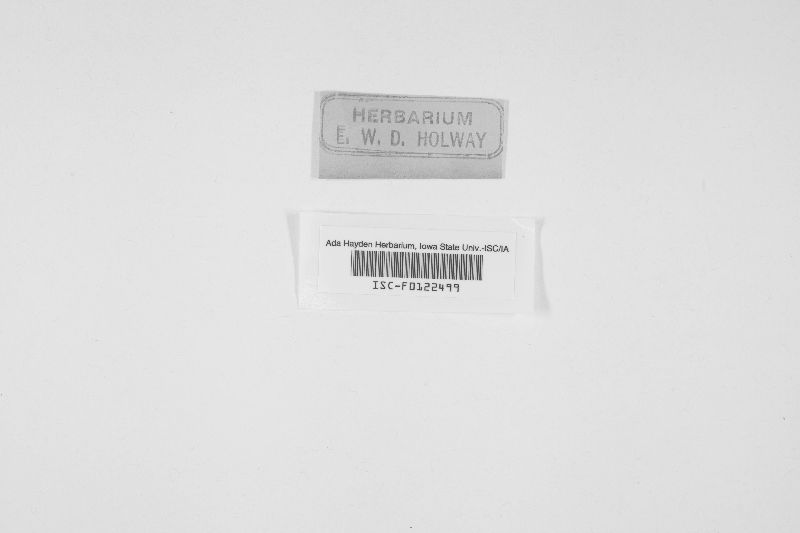 HERBARIUM
E. W. D. HOLWAY
Ada Hayden Herbarium, Iowa State Univ.-ISC/IA
ISC-F0122499